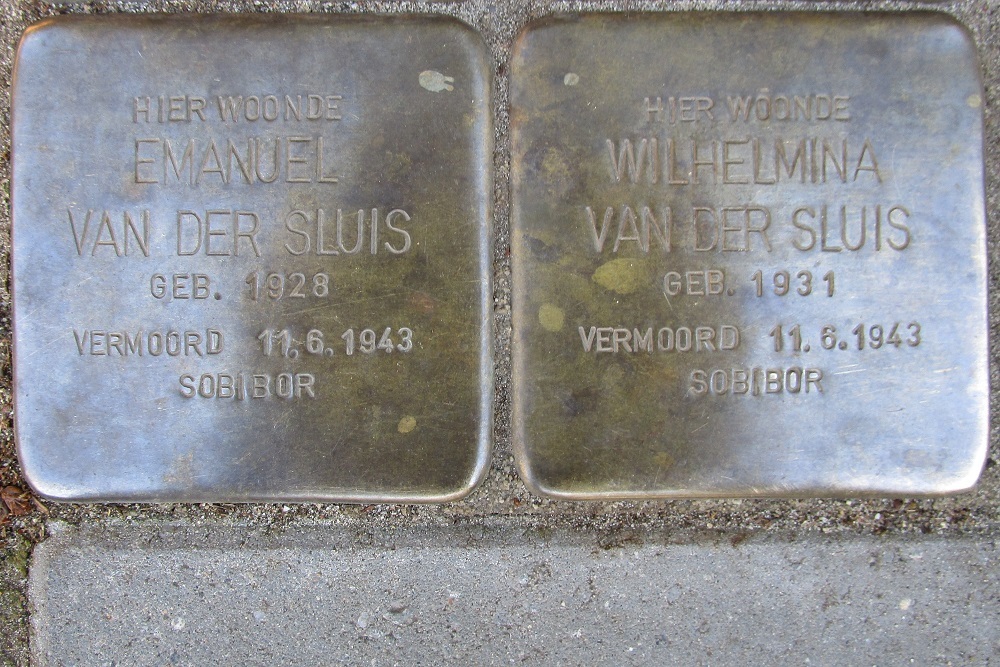 HIER WOONDE
EMANUEL
VAN DER SLUIS
GEB. 1928
VERMOORD 11.6.1943
SOBIBOR
HIER WOONDE
WILHELMINA
VAN DER SLUIS
GEB. 1931
VERMOORD 11.6.1943
SOBIBOR